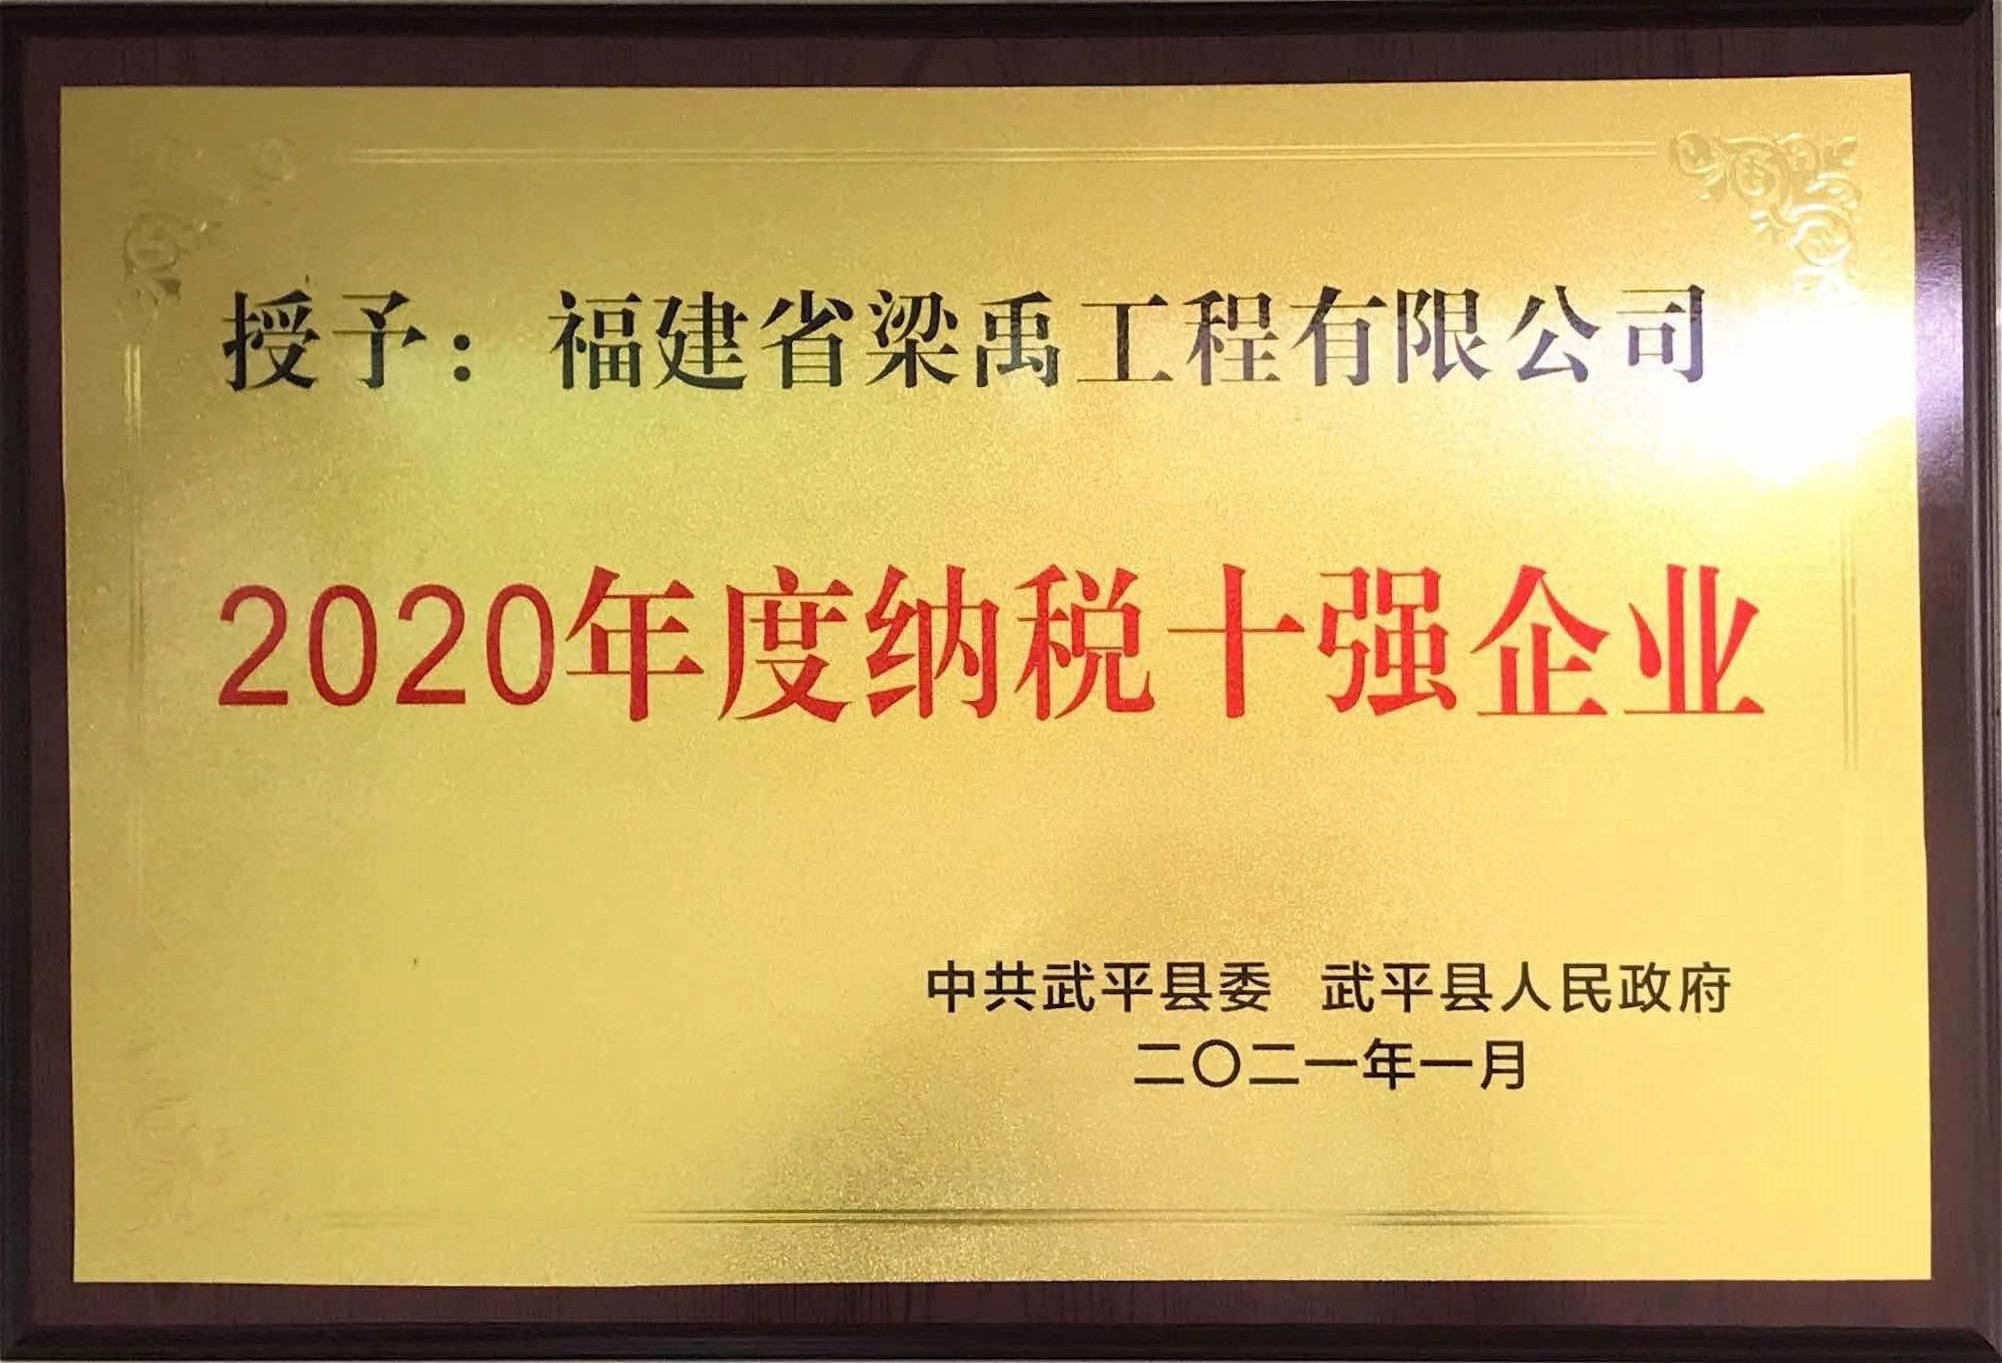 授予：福建省梁禹工程有限公司
2020年度纳税十强企业
中共武平县委 武平县人民政府
二〇二一年一月